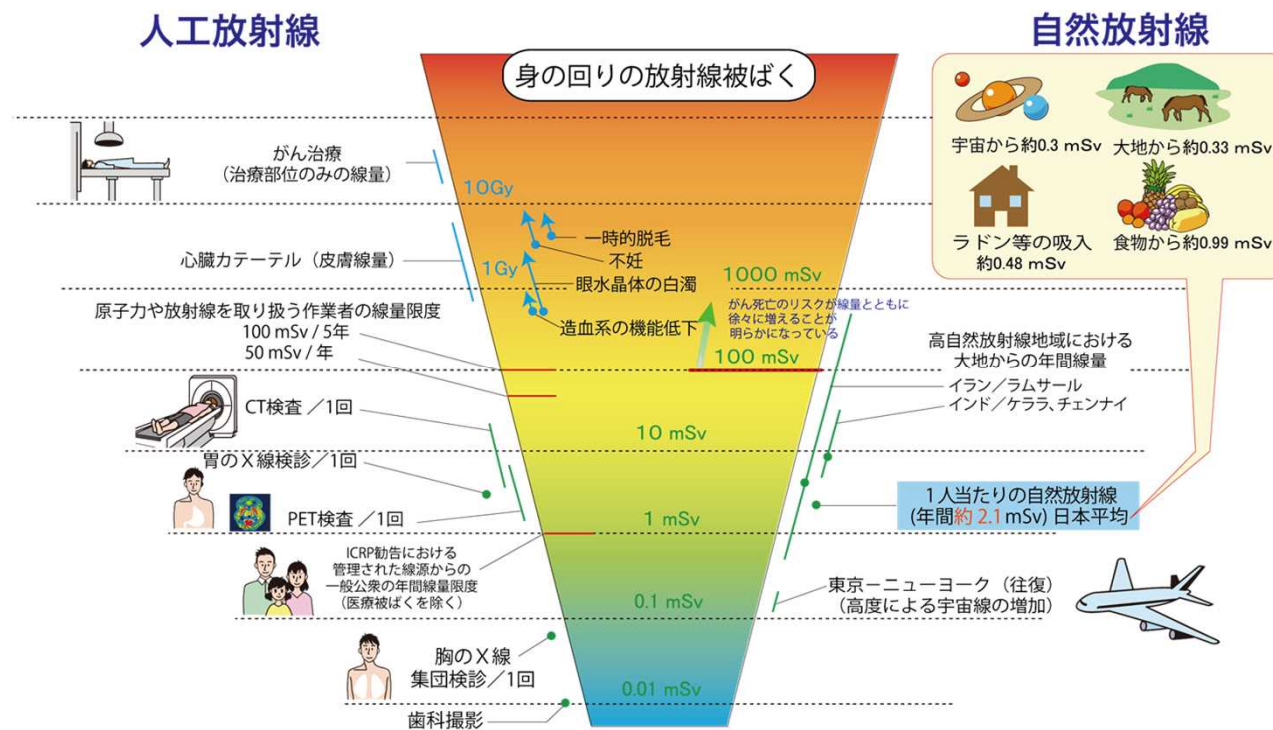 人工放射線
自然放射線
身の回りの放射線被ばく
宇宙から約0.3 mSv
大地から約0.33 mSv
ラドン等の吸入
約0.48 mSv
食物から約0.99 mSv
がん治療
(治療部位のみの線量)
10Gy
一時的脱毛
不妊
心臓カテーテル(皮膚線量)
1Gy
眼水晶体の白濁
1000 mSv
造血系の機能低下
がん死亡のリスクが線量とともに
徐々に増えることが
明らかになっている
原子力や放射線を取り扱う作業者の線量限度
100 mSv / 5年
50 mSv / 年
100 mSv
高自然放射線地域における
大地からの年間線量
イラン/ラムサール
インド/ケララ、チェンナイ
CT検査 /1回
10 mSv
胃のX線検診/1回
PET検査 /1回
1 mSv
1人当たりの自然放射線
(年間約 2.1 mSv) 日本平均
ICRP勧告における
管理された線源からの
一般公衆の年間線量限度
(医療被ばくを除く)
0.1 mSv
東京ーニューヨーク(往復)
(高度による宇宙線の増加)
胸のX線
集団検診/1回
0.01 mSv
歯科撮影